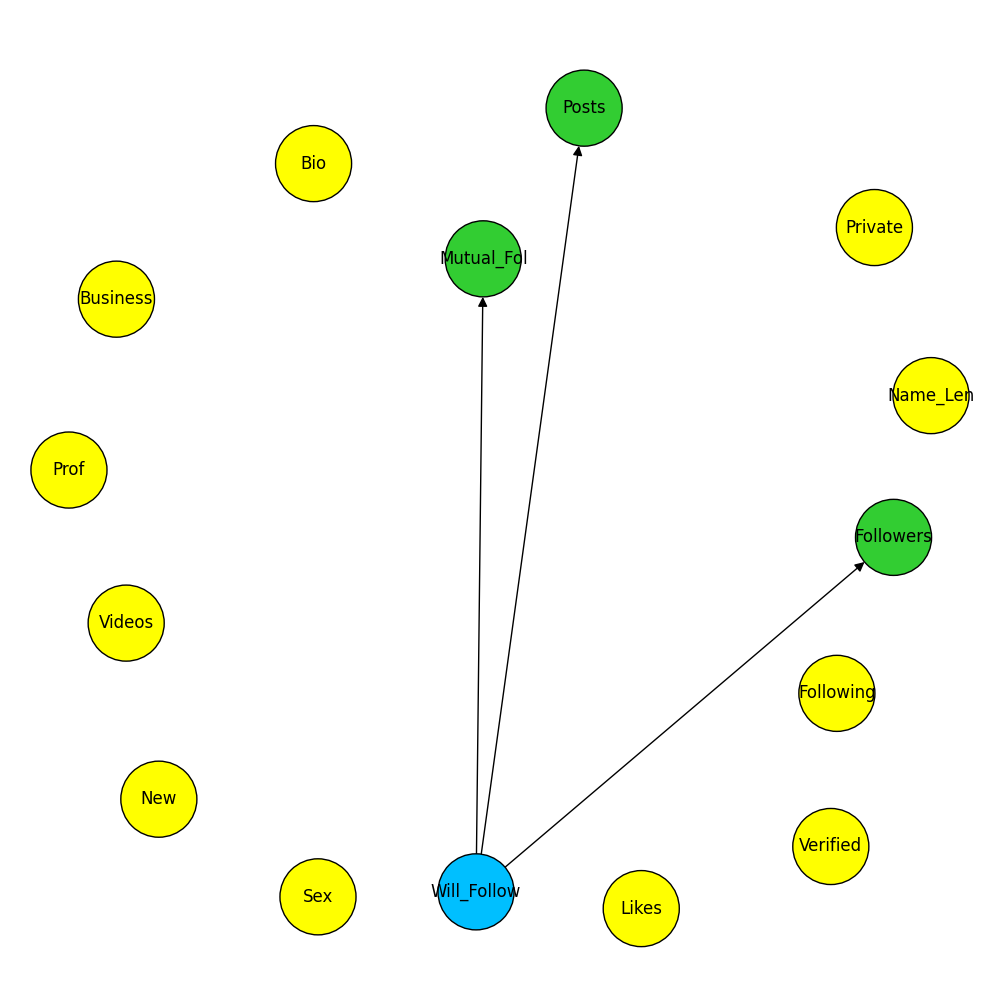 Posts
Bio
Private
Mutual_Fol
Business
Name_Len
Prof
Followers
Videos
Following
New
Verified
Will_Follow
Sex
Likes